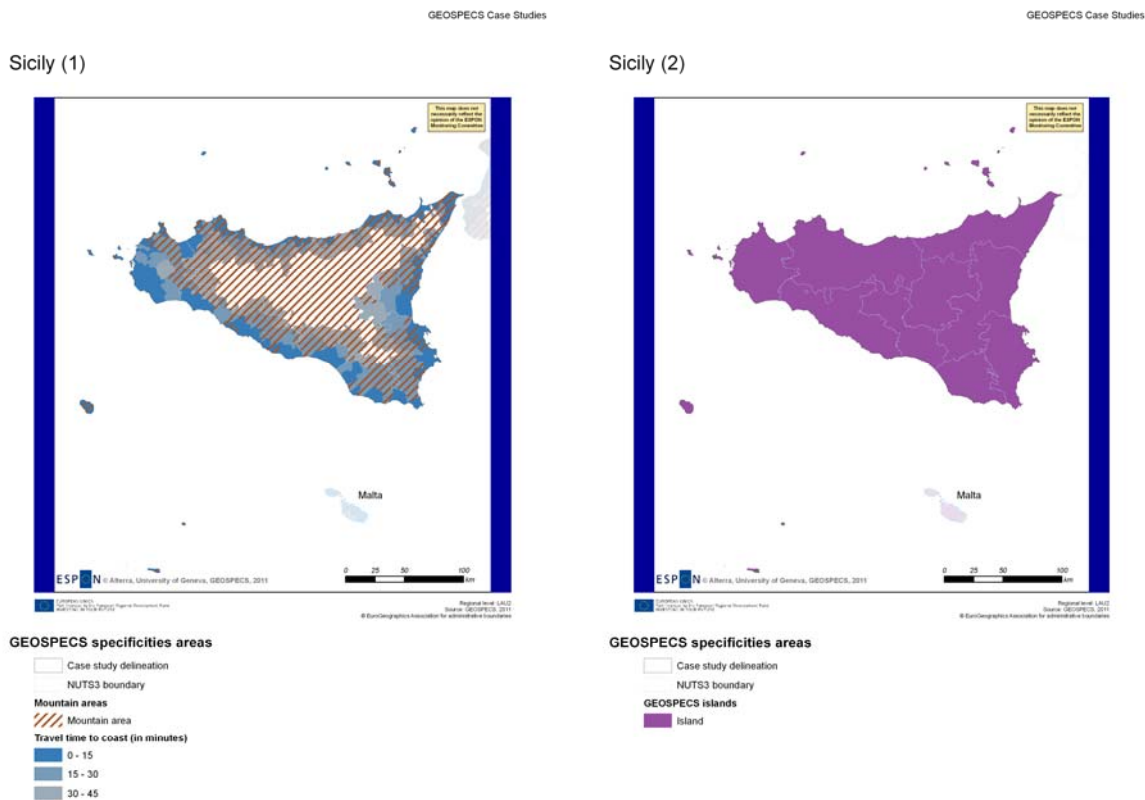 GEOSPECS Case Studies
Sicily (1)
This map does not
necessarily reflect the
opinion of the ESPON
Monitoring Committee
Malta
ESPON © Alterra, University of Geneva, GEOSPECS, 2011
0 25 50 100
km
EUROPEAN UNION
Regional level: LAU2
Source: GEOSPECS, 2011
© EuroGeographics Association for administrative boundaries
GEOSPECS specificities areas
Case study delineation
NUTS3 boundary
Mountain areas
Mountain area
Travel time to coast (in minutes)
0 - 15
15 - 30
30 - 45
GEOSPECS Case Studies
Sicily (2)
This map does not
necessarily reflect the
opinion of the ESPON
Monitoring Committee
Malta
ESPON © Alterra, University of Geneva, GEOSPECS, 2011
0 25 50 100
km
EUROPEAN UNION
Regional level: LAU2
Source: GEOSPECS, 2011
© EuroGeographics Association for administrative boundaries
GEOSPECS specificities areas
Case study delineation
NUTS3 boundary
GEOSPECS islands
Island